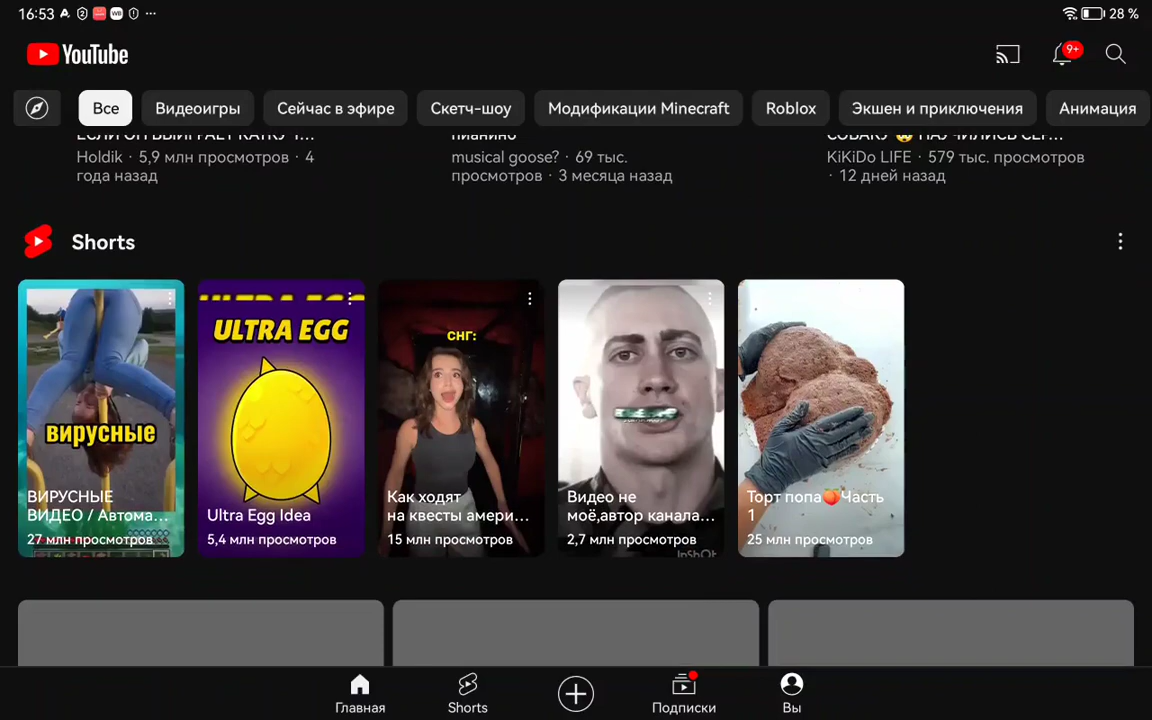 16:53
28 %
YouTube
9+
Все
Видеоигры
Сейчас в эфире
Скетч-шоу
Модификации Minecraft
Roblox
Экшен и приключения
Анимация
Holdik · 5,9 млн просмотров · 4
года назад
пианино
musical goose? · 69 тыс.
просмотров · 3 месяца назад
KiKiDo LIFE · 579 тыс. просмотров
· 12 дней назад
Shorts
вирусные
ВИРУСНЫЕ
ВИДЕО / Автома...
27 млн просмотров
ULTRA EGG
Ultra Egg Idea
5,4 млн просмотров
СНГ:
Как ходят
на квесты амери...
15 млн просмотров
Видео не
моё,автор канала...
2,7 млн просмотров
InShOt
Торт попа🍑Часть
1
25 млн просмотров
Главная
Shorts
Подписки
Вы